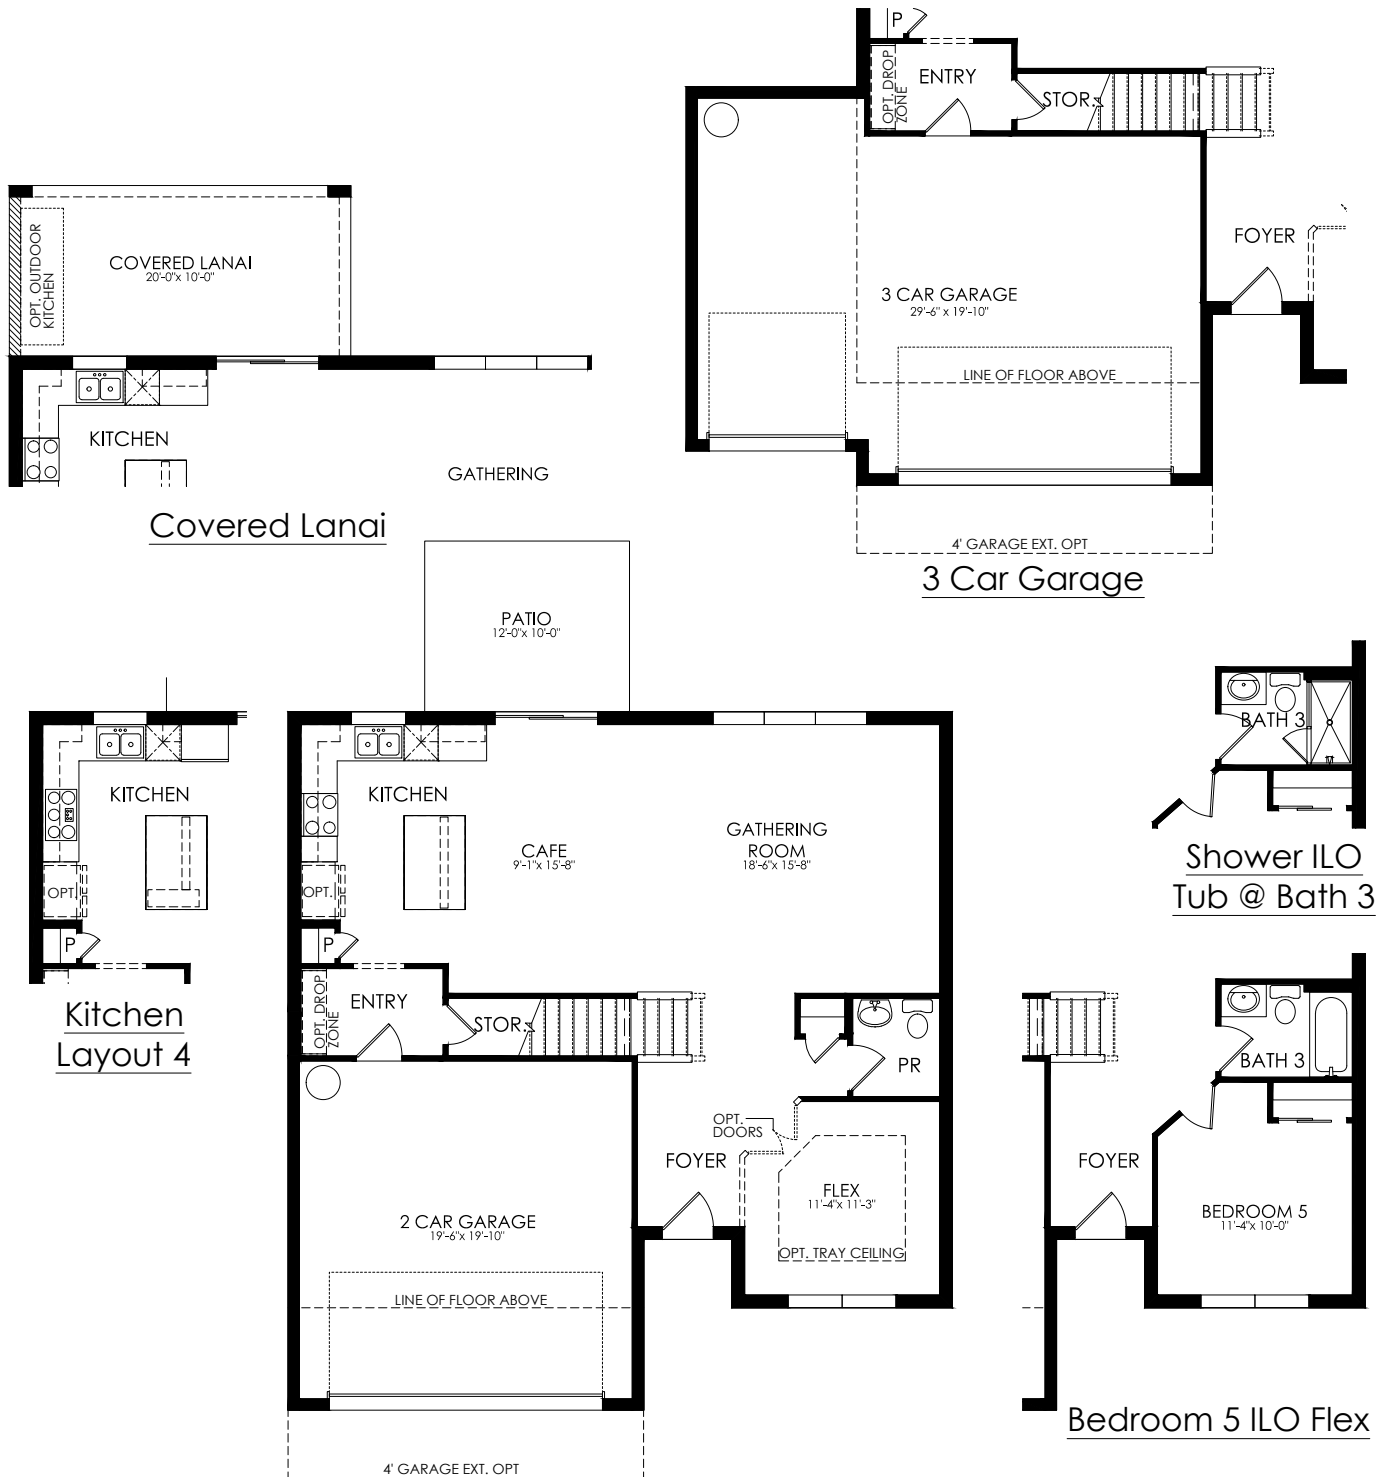 COVERED LANAI
20'-0"x 10'-0"
OPT. OUTDOOR
KITCHEN
KITCHEN
GATHERING
Covered Lanai
P
ENTRY
OPT. DROP
ZONE
STOR.
FOYER
3 CAR GARAGE
29'-6" x 19'-10"
LINE OF FLOOR ABOVE
4' GARAGE EXT. OPT
3 Car Garage
KITCHEN
OPT.
P
Kitchen
Layout 4
PATIO
12'-0"x 10'-0"
KITCHEN
CAFE
9'-1"x 15'-8"
GATHERING
ROOM
18'-6"x 15'-8"
OPT.
P
OPT. DROP
ZONE
ENTRY
STOR.
PR
OPT.
DOORS
FOYER
FLEX
11'-4"x 11'-3"
OPT. TRAY CEILING
2 CAR GARAGE
19'-6"x 19'-10"
LINE OF FLOOR ABOVE
4' GARAGE EXT. OPT
BATH 3
Shower ILO
Tub @ Bath 3
BATH 3
FOYER
BEDROOM 5
11'-4"x 10'-0"
Bedroom 5 ILO Flex